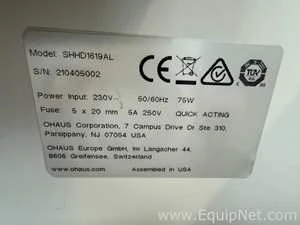 Model: SHHD1619AL
S/N: 210405002
CE
TÜV
Power Input: 230V~ 50/60Hz 75W
Fuse: 5 x 20 mm 5A 250V QUICK ACTING
OHAUS Corporation, 7 Campus Drive Dr Ste 310,
Parsippany, NJ 07054 USA
OHAUS Europe GmbH, Im Langacher 44,
8606 Greifensee, Switzerland
www.ohaus.com Assembled in USA
www.EquipNet.com